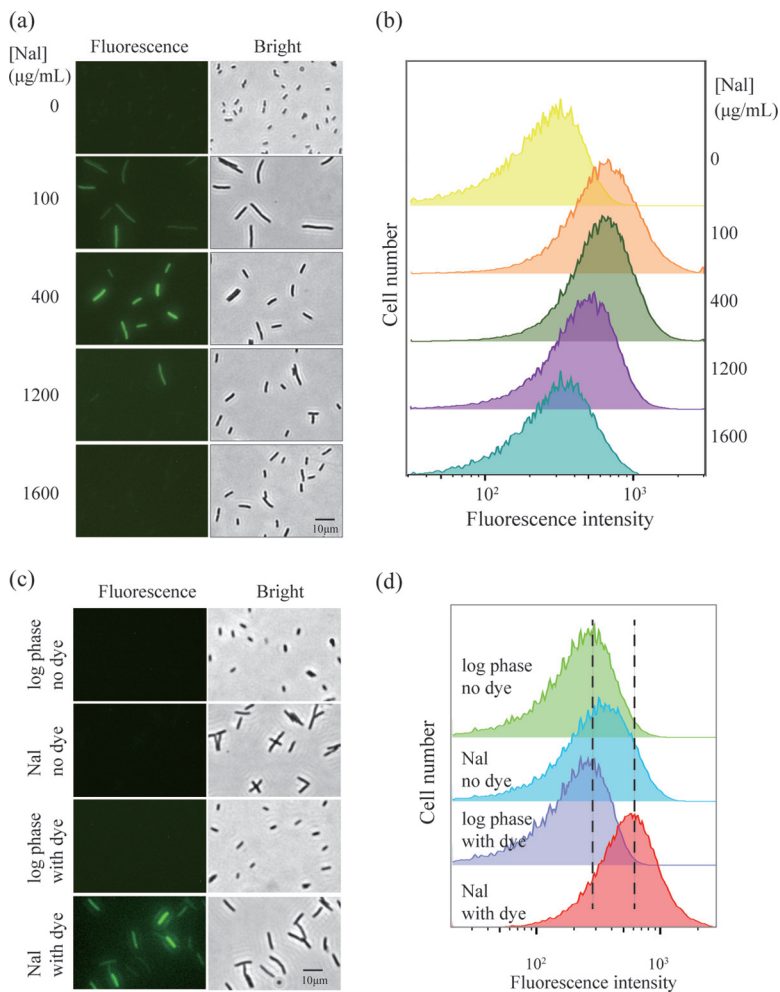 (a)
[Nal]
(μg/mL)
Fluorescence
Bright
0
100
400
1200
1600
10μm
(b)
[Nal]
(μg/mL)
0
100
400
1200
1600
Cell number
10²
10³
Fluorescence intensity
(c)
Fluorescence
Bright
log phase
no dye
Nal
no dye
log phase
with dye
Nal
with dye
10μm
(d)
log phase
no dye
Nal
no dye
log phase
with dye
Nal
with dye
Cell number
10²
10³
Fluorescence intensity